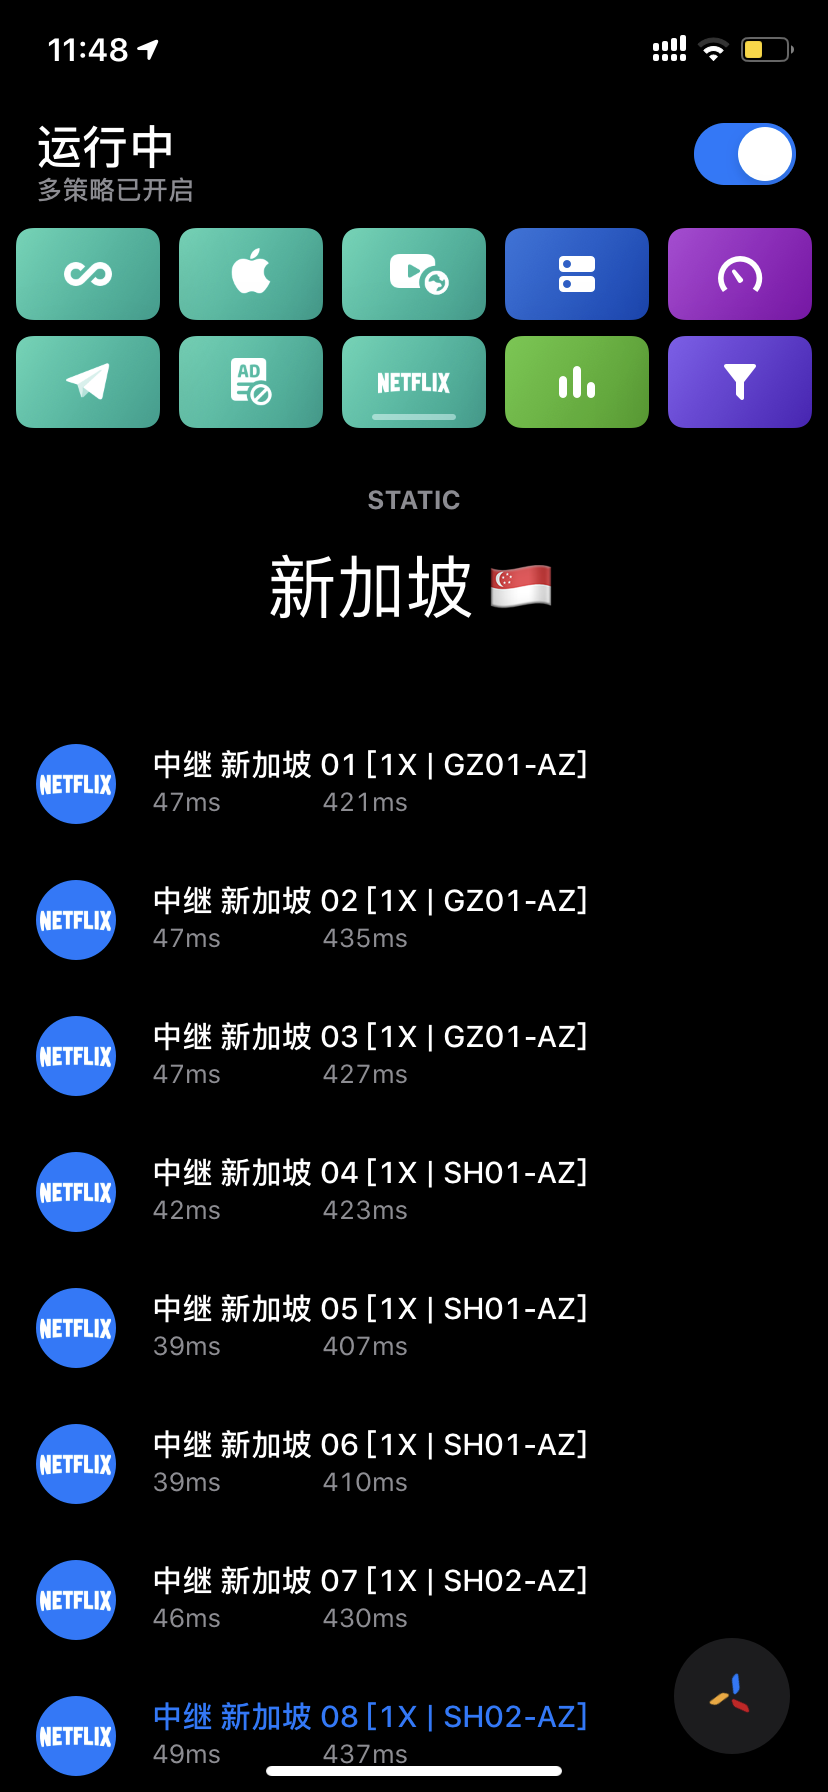 11:48
运行中
多策略已开启
AD
NETFLIX
STATIC
新加坡 🇸🇬
NETFLIX
中继 新加坡 01 [1X | GZ01-AZ]
47ms 421ms
NETFLIX
中继 新加坡 02 [1X | GZ01-AZ]
47ms 435ms
NETFLIX
中继 新加坡 03 [1X | GZ01-AZ]
47ms 427ms
NETFLIX
中继 新加坡 04 [1X | SH01-AZ]
42ms 423ms
NETFLIX
中继 新加坡 05 [1X | SH01-AZ]
39ms 407ms
NETFLIX
中继 新加坡 06 [1X | SH01-AZ]
39ms 410ms
NETFLIX
中继 新加坡 07 [1X | SH02-AZ]
46ms 430ms
NETFLIX
中继 新加坡 08 [1X | SH02-AZ]
49ms 437ms